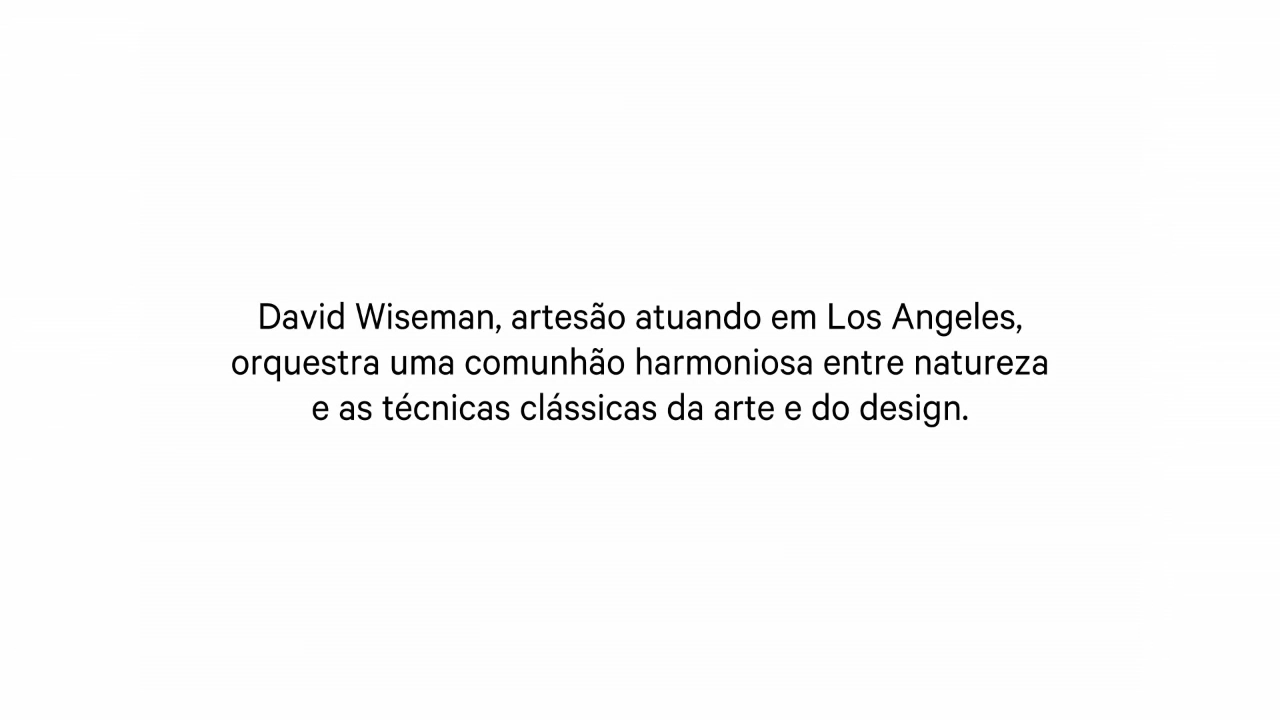 David Wiseman, artesão atuando em Los Angeles,
orquestra uma comunhão harmoniosa entre natureza
e as técnicas clássicas da arte e do design.